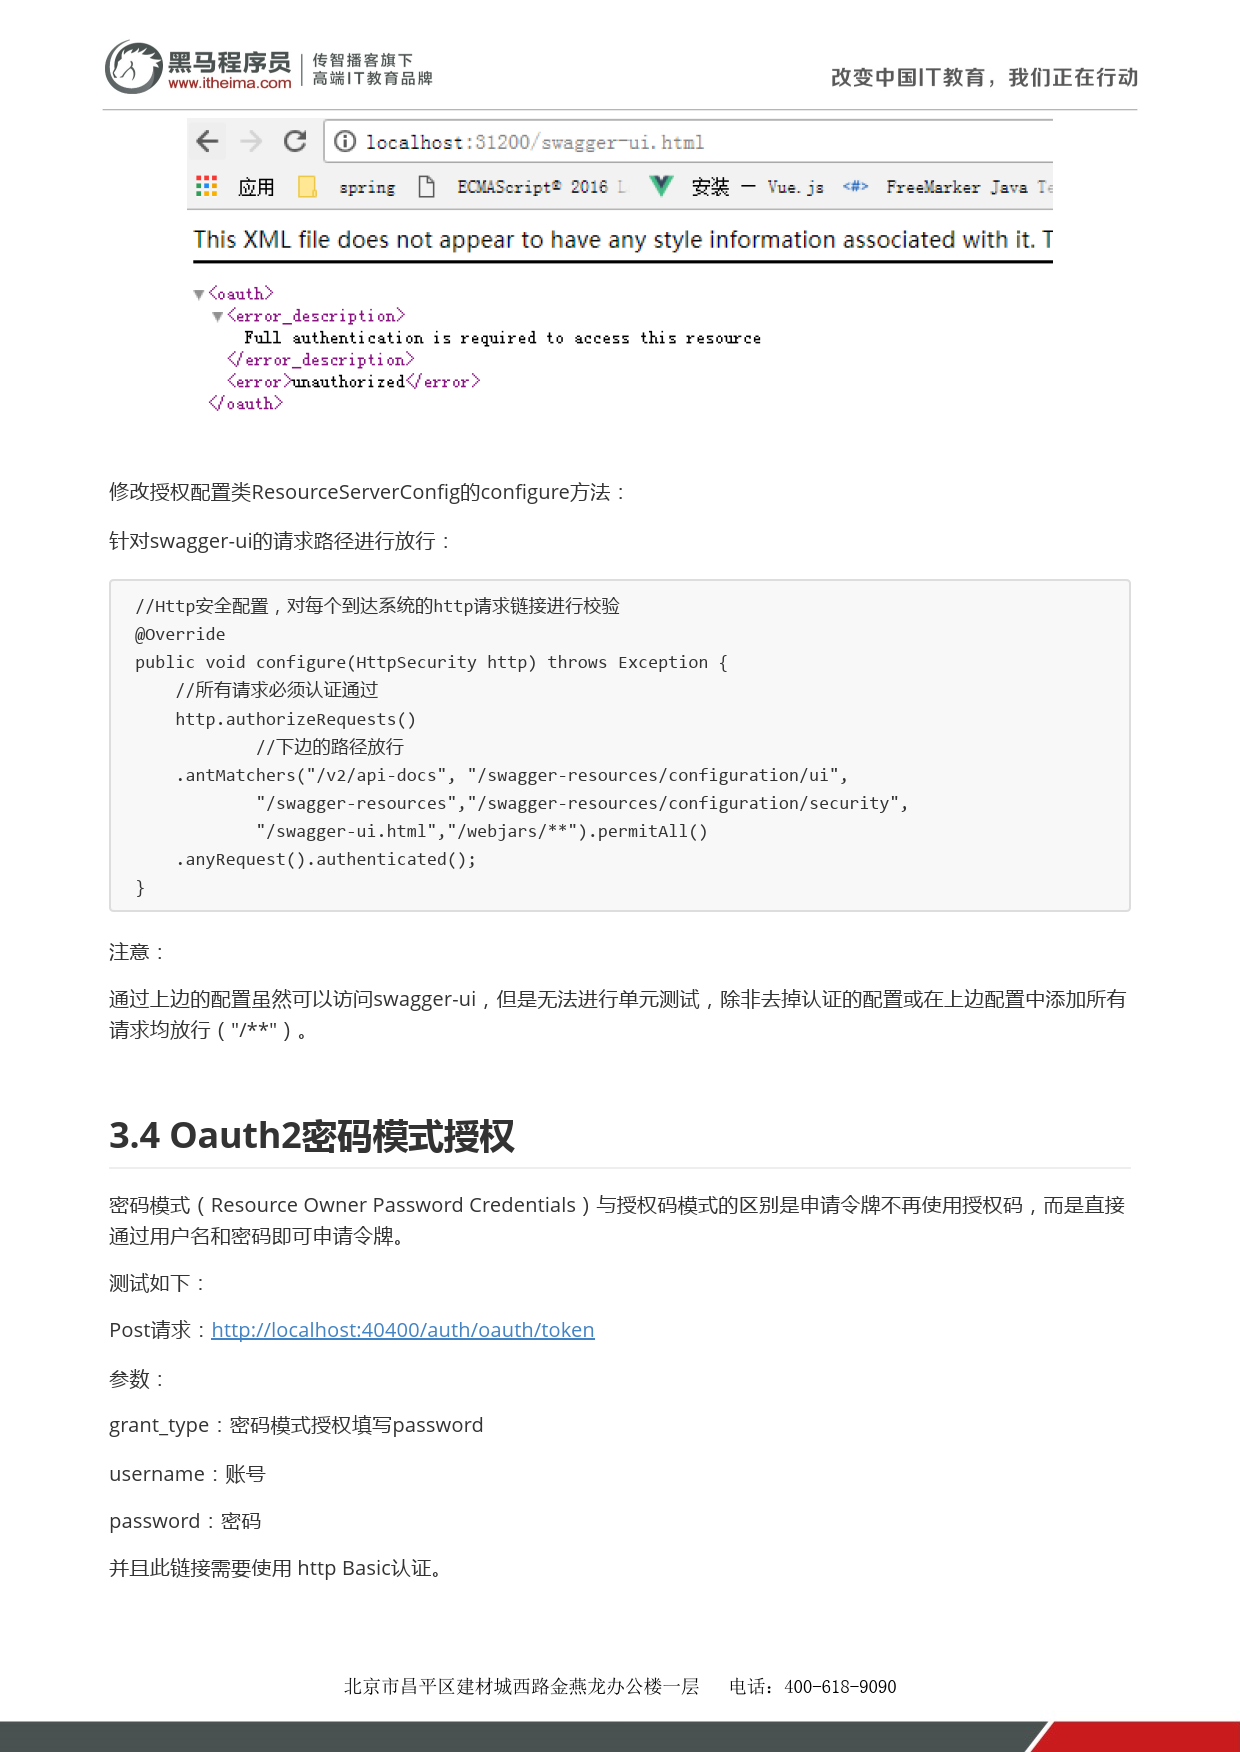 黑马程序员
www.itheima.com
传智播客旗下
高端IT教育品牌
改变中国IT教育，我们正在行动
localhost:31200/swagger-ui.html
应用 spring ECMAScript® 2016 L 安装 — Vue.js <#> FreeMarker Java Te
This XML file does not appear to have any style information associated with it. T
▼<oauth>
▼<error_description>
Full authentication is required to access this resource
</error_description>
<error>unauthorized</error>
</oauth>
修改授权配置类ResourceServerConfig的configure方法：
针对swagger-ui的请求路径进行放行：
//Http安全配置，对每个到达系统的http请求链接进行校验
@Override
public void configure(HttpSecurity http) throws Exception {
//所有请求必须认证通过
http.authorizeRequests()
//下边的路径放行
.antMatchers("/v2/api-docs", "/swagger-resources/configuration/ui",
"/swagger-resources","/swagger-resources/configuration/security",
"/swagger-ui.html","/webjars/**").permitAll()
.anyRequest().authenticated();
}
注意：
通过上边的配置虽然可以访问swagger-ui，但是无法进行单元测试，除非去掉认证的配置或在上边配置中添加所有
请求均放行（"/**"）。
3.4 Oauth2密码模式授权
密码模式（Resource Owner Password Credentials）与授权码模式的区别是申请令牌不再使用授权码，而是直接
通过用户名和密码即可申请令牌。
测试如下：
Post请求：http://localhost:40400/auth/oauth/token
参数：
grant_type：密码模式授权填写password
username：账号
password：密码
并且此链接需要使用 http Basic认证。
北京市昌平区建材城西路金燕龙办公楼一层 电话：400-618-9090